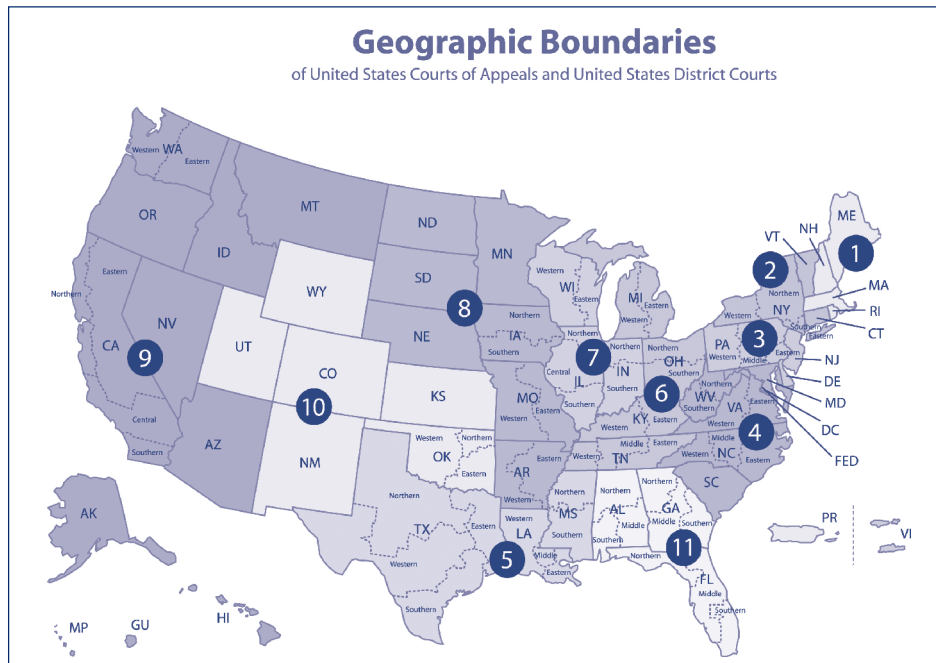 Geographic Boundaries
of United States Courts of Appeals and United States District Courts
Western WA Eastern
MT
ND
MN
ME
OR
ID
VT
NH
1
2
SD
WY
Western
WI
Eastern
MI
Western
Eastern
Northern
NY
Western
Southern
Eastern
MA
RI
CT
Eastern
Northern
NV
CA
9
UT
NE
8
Northern
IA
Southern
Northern
7
Central
IL
Southern
Northern
IN
Southern
Northern
OH
Southern
PA
3
Western
Middle
Eastern
NJ
DE
MD
DC
FED
CO
10
KS
MO
Western
Eastern
6
KY
Western
Eastern
Northern
WV
Southern
VA
Eastern
Western
4
Central
Southern
AZ
NM
Western
Northern
OK
Eastern
AR
Eastern
Western
Western
Middle
Eastern
TN
Western
Middle
NC
Eastern
SC
AK
Northern
TX
Eastern
Western
Southern
Western
LA
Middle
Eastern
5
Northern
MS
Southern
Northern
AL
Middle
Southern
Northern
GA
Middle
Southern
11
Northern
FL
Middle
Southern
PR
VI
MP
GU
HI